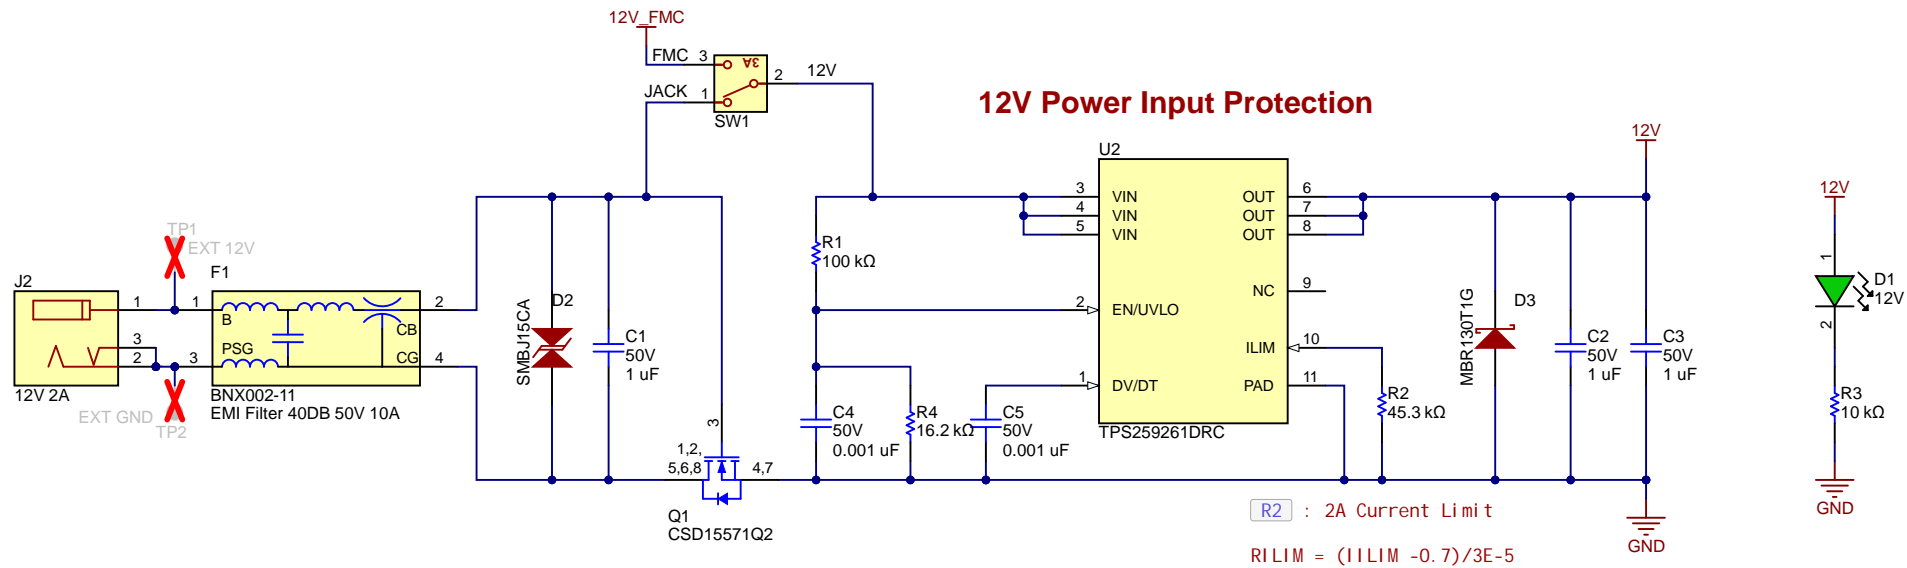 12V_FMC
FMC 3
3A
2 12V
JACK 1
SW1
12V Power Input Protection
12V
U2
3 VIN OUT 6
4 VIN OUT 7
5 VIN OUT 8
12V
TP1
EXT 12V
R1
100 kΩ
J2
F1
NC 9
D1
12V
1
2
1 1 B CB 2
D2
SMBJ15CA
2 EN/UVLO
MBR130T1G
D3
3
2 3 PSG CG 4
C1
50V
1 uF
ILIM 10
C2
50V
1 uF
C3
50V
1 uF
1 DV/DT PAD 11
12V 2A
BNX002-11
EMI Filter 40DB 50V 10A
EXT GND
TP2
R2
45.3 kΩ
R3
10 kΩ
C4
50V
0.001 uF
R4
16.2 kΩ
C5
50V
0.001 uF
TPS259261DRC
3
1,2,
5,6,8
4,7
Q1
CSD15571Q2
R2 : 2A Current Limit
RILIM = (IILIM -0.7)/3E-5
GND
GND